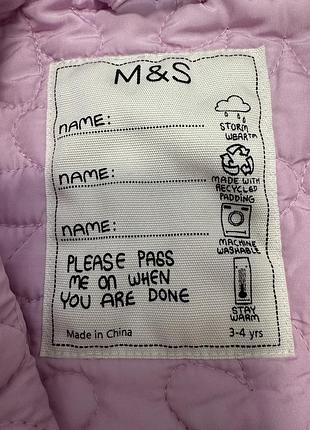 M&S
NAME:
NAME:
NAME:
PLEASE PASS
ME ON WHEN
YOU ARE DONE
Made in China
STORM
WEAR™
MADE WITH
RECYCLED
PADDING
MACHINE
WASHABLE
STAY
WARM
3-4 yrs